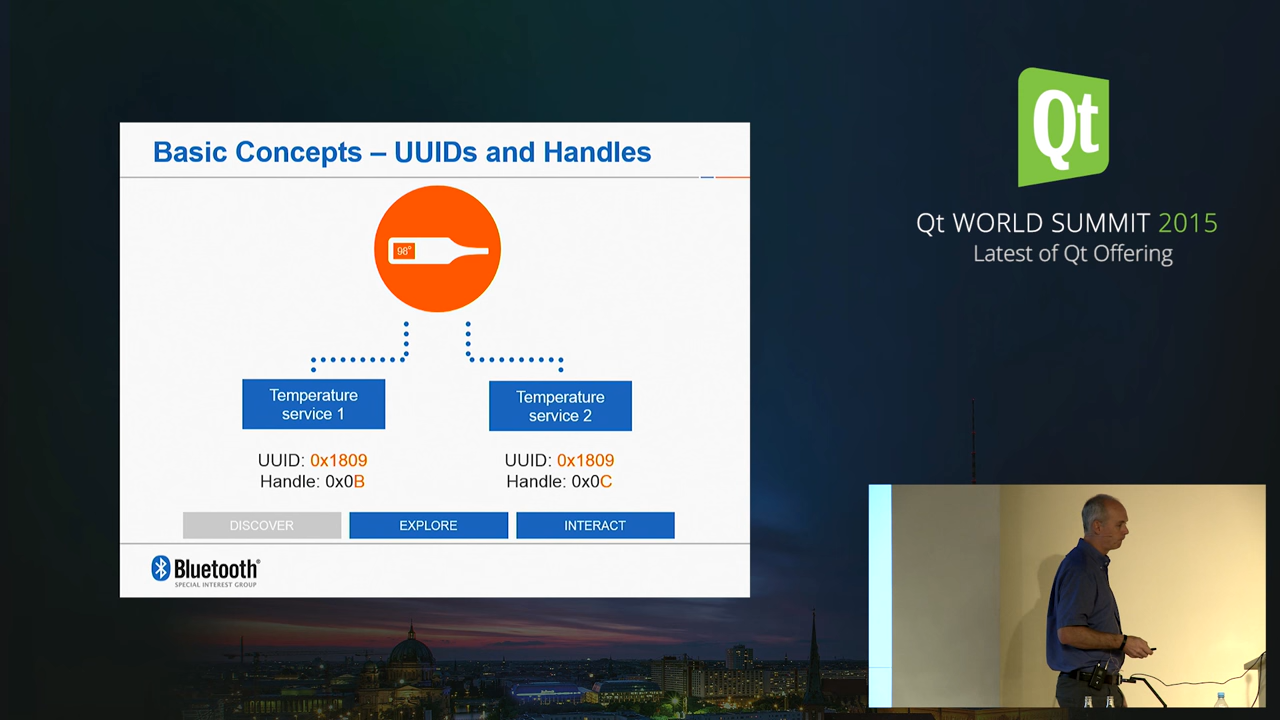 Basic Concepts – UUIDs and Handles
98°
Temperature
service 1
Temperature
service 2
UUID: 0x1809
Handle: 0x0B
UUID: 0x1809
Handle: 0x0C
DISCOVER
EXPLORE
INTERACT
Bluetooth®
SPECIAL INTEREST GROUP
Qt
Qt WORLD SUMMIT 2015
Latest of Qt Offering